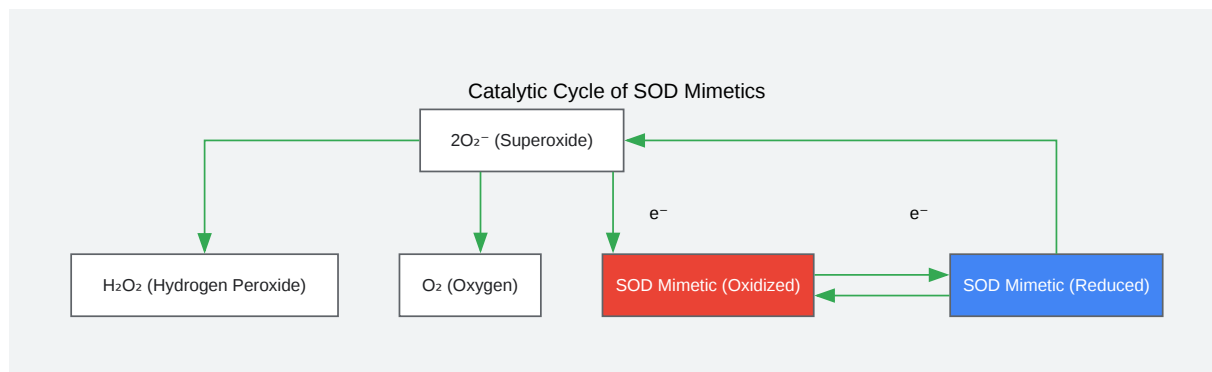 Catalytic Cycle of SOD Mimetics
2O₂⁻ (Superoxide)
e⁻
e⁻
H₂O₂ (Hydrogen Peroxide)
O₂ (Oxygen)
SOD Mimetic (Oxidized)
SOD Mimetic (Reduced)